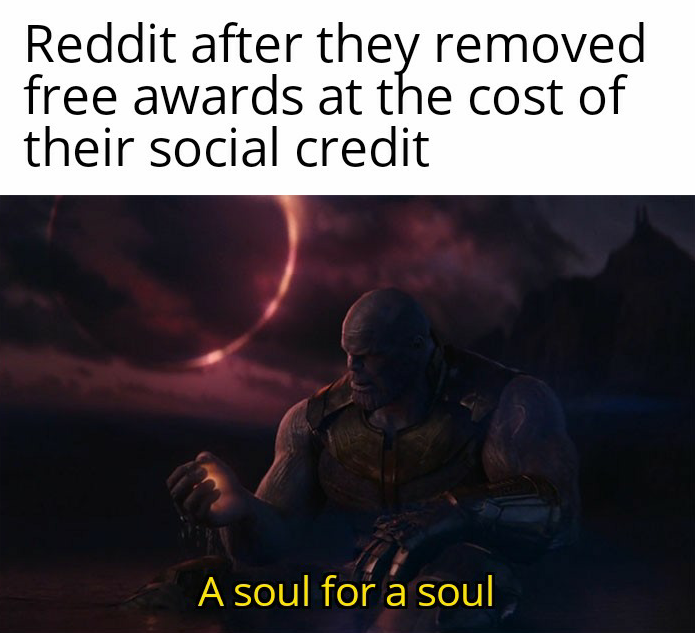 Reddit after they removed
free awards at the cost of
their social credit
A soul for a soul